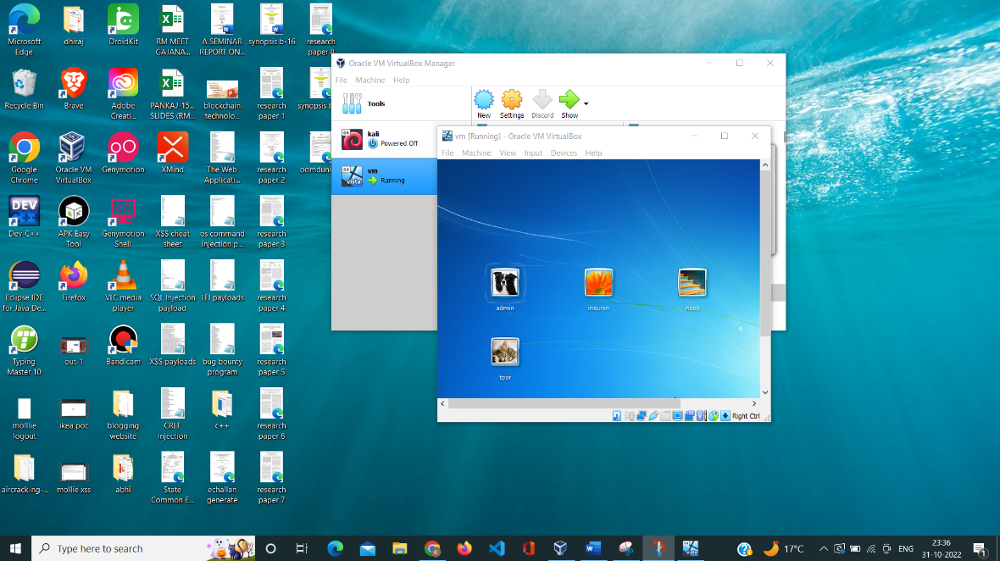 Microsoft
Edge
dhiraj
DroidKit
RM MEET
GAJANA...
A SEMINAR
REPORT ON...
synopsis b-16
research
paper 8
Recycle Bin
Brave
Adobe
Creati...
PANKAJ-15...
SLIDES (RM...
blockchain
technolo...
research
paper 1
synopsis b
Google
Chrome
Oracle VM
VirtualBox
Genymotion
XMind
The Web
Applicati...
research
paper 2
oomduni
DEV
C++
Dev-C++
APK Easy
Tool
Genymotion
Shell
XSS cheat
sheet
os command
injection p...
research
paper 3
Eclipse IDE
for Java De...
Firefox
VLC media
player
SQL Injection
payload
LFI payloads
research
paper 4
Typing
Master 10
out-1
Bandicam
XSS payloads
bug bounty
program
research
paper 5
molllie
logout
ikea poc
blogging
website
CRLF
injection
c++
research
paper 6
aircrack-ng-...
mollie xss
abhi
State
Common E...
echallan
generate
research
paper 7
Oracle VM VirtualBox Manager
File Machine Help
Tools
New Settings Discard Show
64
kali
Powered Off
64
vista
vm
Running
vm [Running] - Oracle VM VirtualBox
File Machine View Input Devices Help
admin
ineuron
noob
toor
Right Ctrl
Type here to search
17°C
ENG
23:36
31-10-2022
1